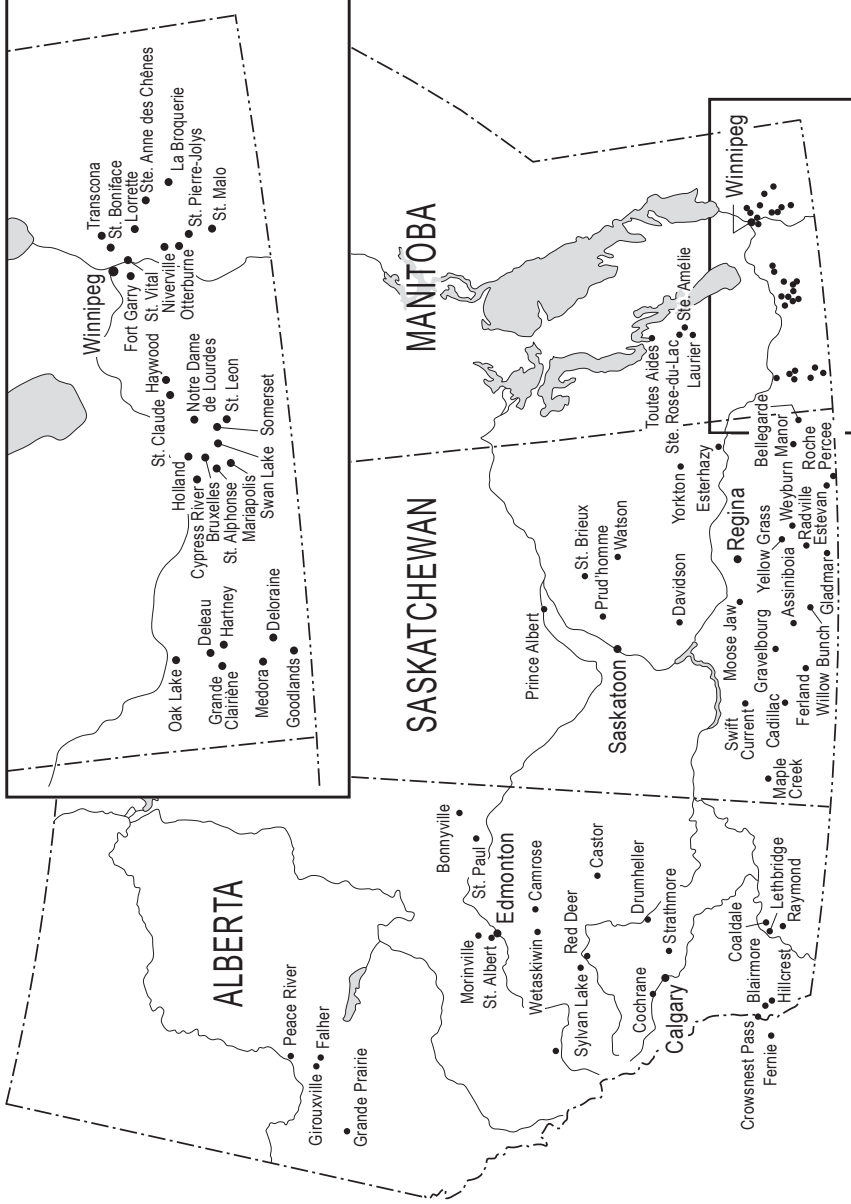 ALBERTA
SASKATCHEWAN
MANITOBA
Peace River
Girouxville
Falher
Grande Prairie
Bonnyville
St. Paul
Edmonton
Morinville
St. Albert
Camrose
Wetaskiwin
Red Deer
Castor
Sylvan Lake
Drumheller
Cochrane
Strathmore
Calgary
Coaldale
Lethbridge
Raymond
Blairmore
Hillcrest
Crowsnest Pass
Fernie
Prince Albert
St. Brieux
Prud'homme
Watson
Saskatoon
Davidson
Yorkton
Esterhazy
Regina
Moose Jaw
Swift
Current
Maple
Creek
Cadillac
Gravelbourg
Ferland
Assiniboia
Willow Bunch
Yellow Grass
Weyburn
Radville
Gladmar
Estevan
Bellegarde
Manor
Roche
Percee
Toutes Aides
Ste. Rose-du-Lac
Ste. Amélie
Laurier
Winnipeg
Winnipeg
Transcona
St. Boniface
Lorrette
Ste. Anne des Chênes
La Broquerie
St. Pierre-Jolys
St. Malo
Fort Garry
St. Vital
Niverville
Otterburne
Haywood
St. Claude
Notre Dame
de Lourdes
St. Leon
Somerset
Swan Lake
Holland
Cypress River
Bruxelles
St. Alphonse
Mariapolis
Oak Lake
Deleau
Hartney
Grande
Clairière
Medora
Deloraine
Goodlands